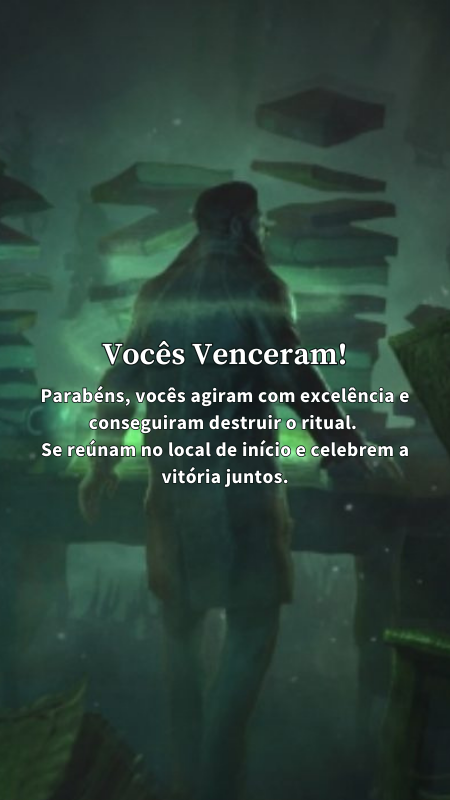 Vocês Venceram!
Parabéns, vocês agiram com excelência e
conseguiram destruir o ritual.
Se reúnam no local de início e celebrem a
vitória juntos.